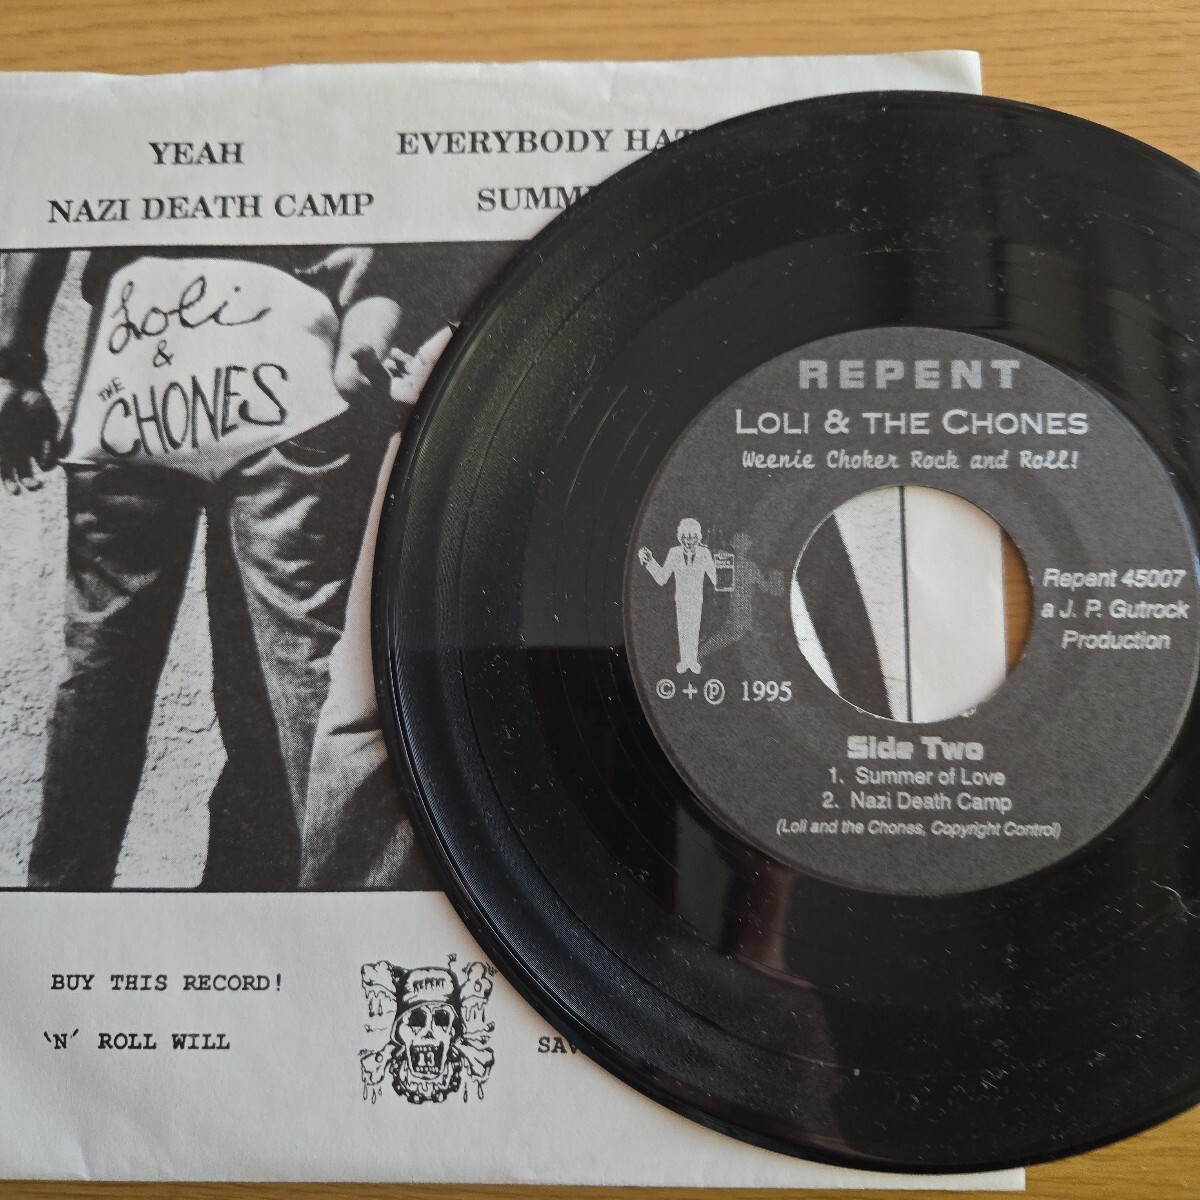 YEAH
EVERYBODY HAT
NAZI DEATH CAMP
SUMM
Loli
&
THE
CHONES
BUY THIS RECORD!
'N' ROLL WILL
REPENT
13
SAV
REPENT
LOLI & THE CHONES
Weenie Choker Rock and Roll!
Repent 45007
a J. P. Gutrock
Production
© + ℗ 1995
Side Two
1. Summer of Love
2. Nazi Death Camp
(Loli and the Chones, Copyright Control)